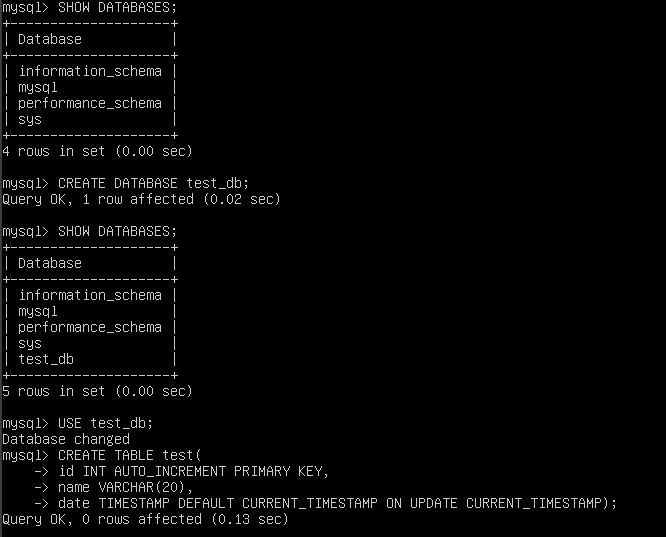 mysql> SHOW DATABASES;
+--------------------+
| Database           |
+--------------------+
| information_schema |
| mysql              |
| performance_schema |
| sys                |
+--------------------+
4 rows in set (0.00 sec)
mysql> CREATE DATABASE test_db;
Query OK, 1 row affected (0.02 sec)
mysql> SHOW DATABASES;
+--------------------+
| Database           |
+--------------------+
| information_schema |
| mysql              |
| performance_schema |
| sys                |
| test_db            |
+--------------------+
5 rows in set (0.00 sec)
mysql> USE test_db;
Database changed
mysql> CREATE TABLE test(
    -> id INT AUTO_INCREMENT PRIMARY KEY,
    -> name VARCHAR(20),
    -> date TIMESTAMP DEFAULT CURRENT_TIMESTAMP ON UPDATE CURRENT_TIMESTAMP);
Query OK, 0 rows affected (0.13 sec)